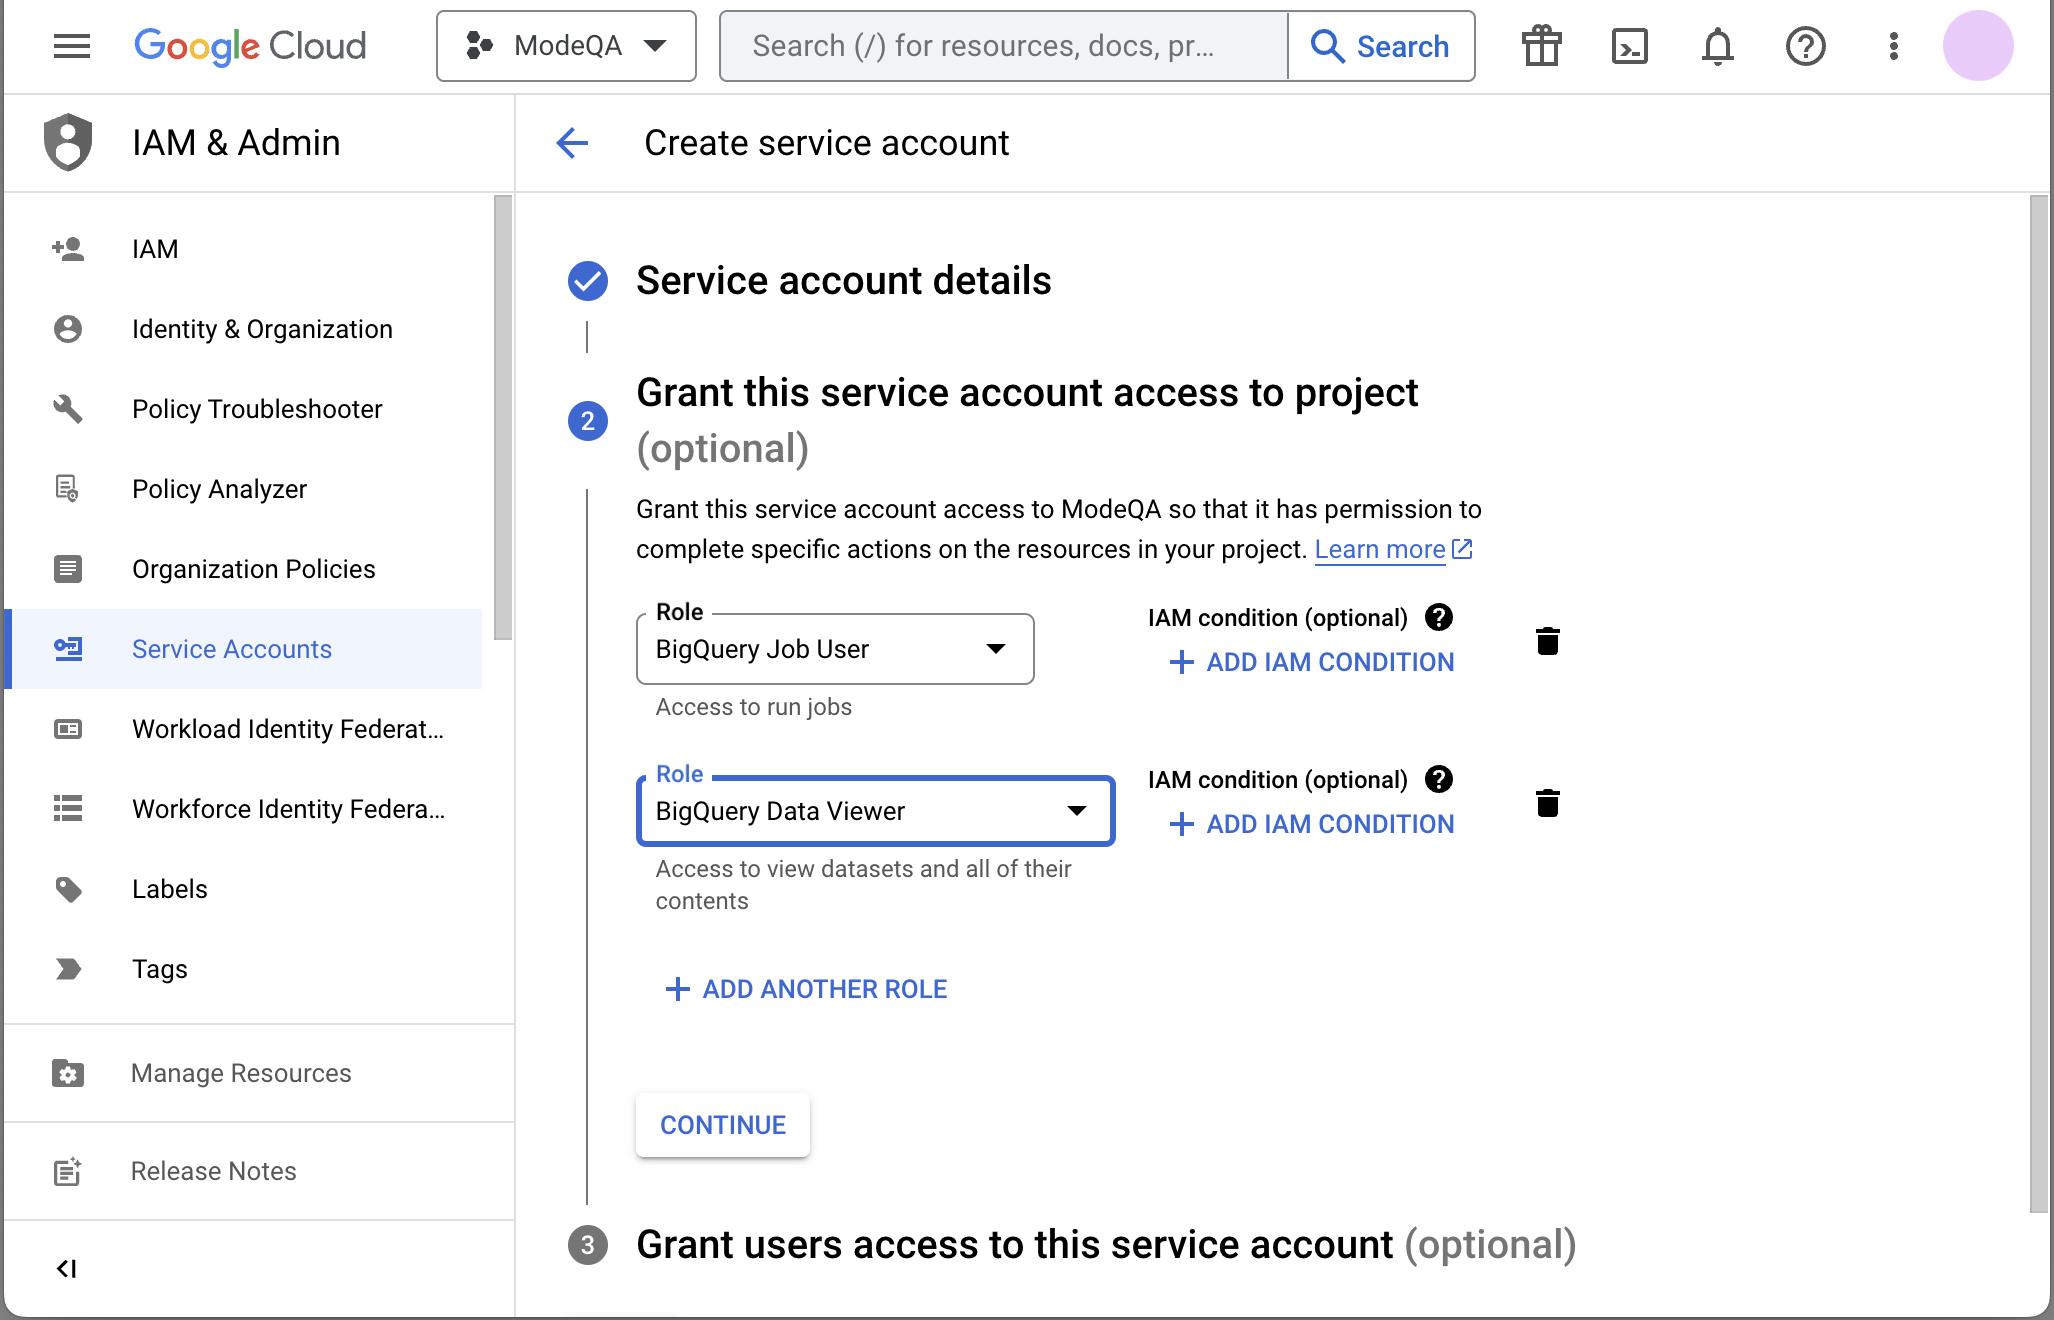 Google Cloud
ModeQA
Search (/) for resources, docs, pr...
Search
IAM & Admin
Create service account
IAM
Identity & Organization
Policy Troubleshooter
Policy Analyzer
Organization Policies
Service Accounts
Workload Identity Federat...
Workforce Identity Federa...
Labels
Tags
Manage Resources
Release Notes
Service account details
2
Grant this service account access to project
(optional)
Grant this service account access to ModeQA so that it has permission to
complete specific actions on the resources in your project. Learn more
Role
BigQuery Job User
Access to run jobs
IAM condition (optional)
+ ADD IAM CONDITION
Role
BigQuery Data Viewer
Access to view datasets and all of their
contents
IAM condition (optional)
+ ADD IAM CONDITION
+ ADD ANOTHER ROLE
CONTINUE
3
Grant users access to this service account (optional)